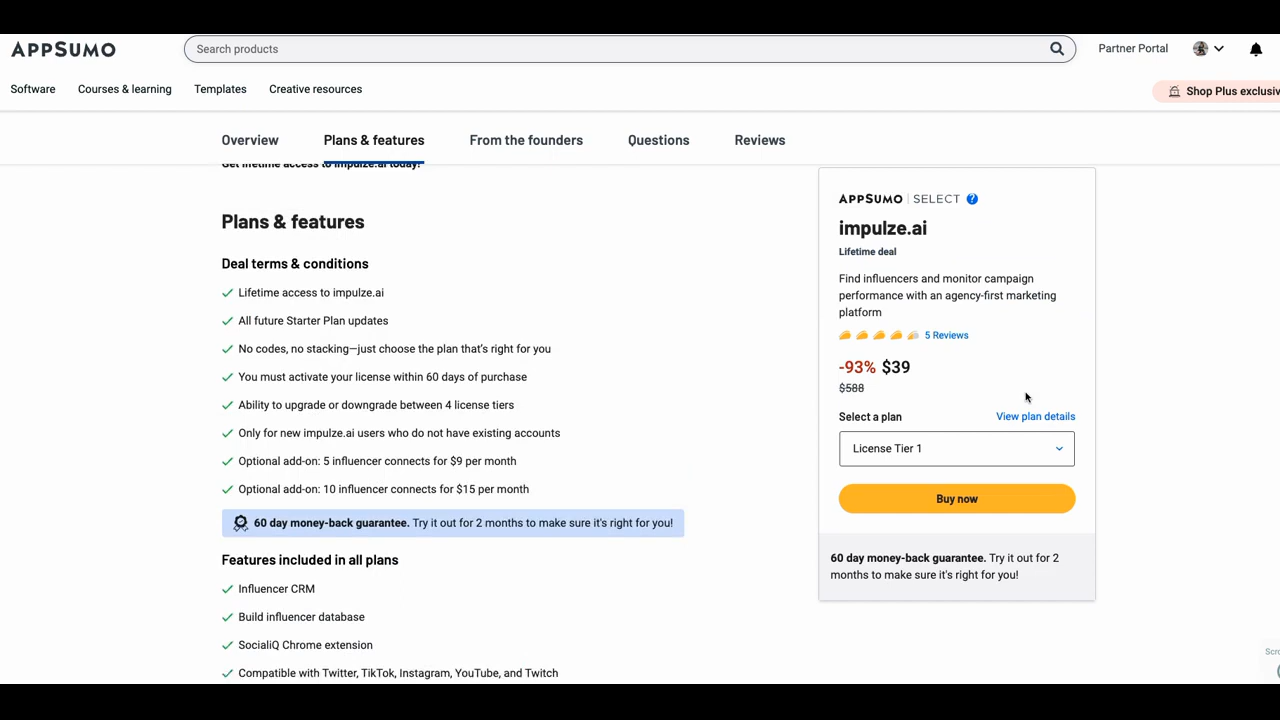 APPSUMO
Search products
Partner Portal
Software
Courses & learning
Templates
Creative resources
Shop Plus
Overview
Plans & features
From the founders
Questions
Reviews
Get lifetime access to impulze.ai today!
Plans & features
Deal terms & conditions
Lifetime access to impulze.ai
All future Starter Plan updates
No codes, no stacking—just choose the plan that's right for you
You must activate your license within 60 days of purchase
Ability to upgrade or downgrade between 4 license tiers
Only for new impulze.ai users who do not have existing accounts
Optional add-on: 5 influencer connects for $9 per month
Optional add-on: 10 influencer connects for $15 per month
60 day money-back guarantee. Try it out for 2 months to make sure it's right for you!
Features included in all plans
Influencer CRM
Build influencer database
SocialiQ Chrome extension
Compatible with Twitter, TikTok, Instagram, YouTube, and Twitch
APPSUMO | SELECT ?
impulze.ai
Lifetime deal
Find influencers and monitor campaign
performance with an agency-first marketing
platform
5 Reviews
-93% $39
$588
Select a plan
View plan details
License Tier 1
Buy now
60 day money-back guarantee. Try it out for 2
months to make sure it's right for you!